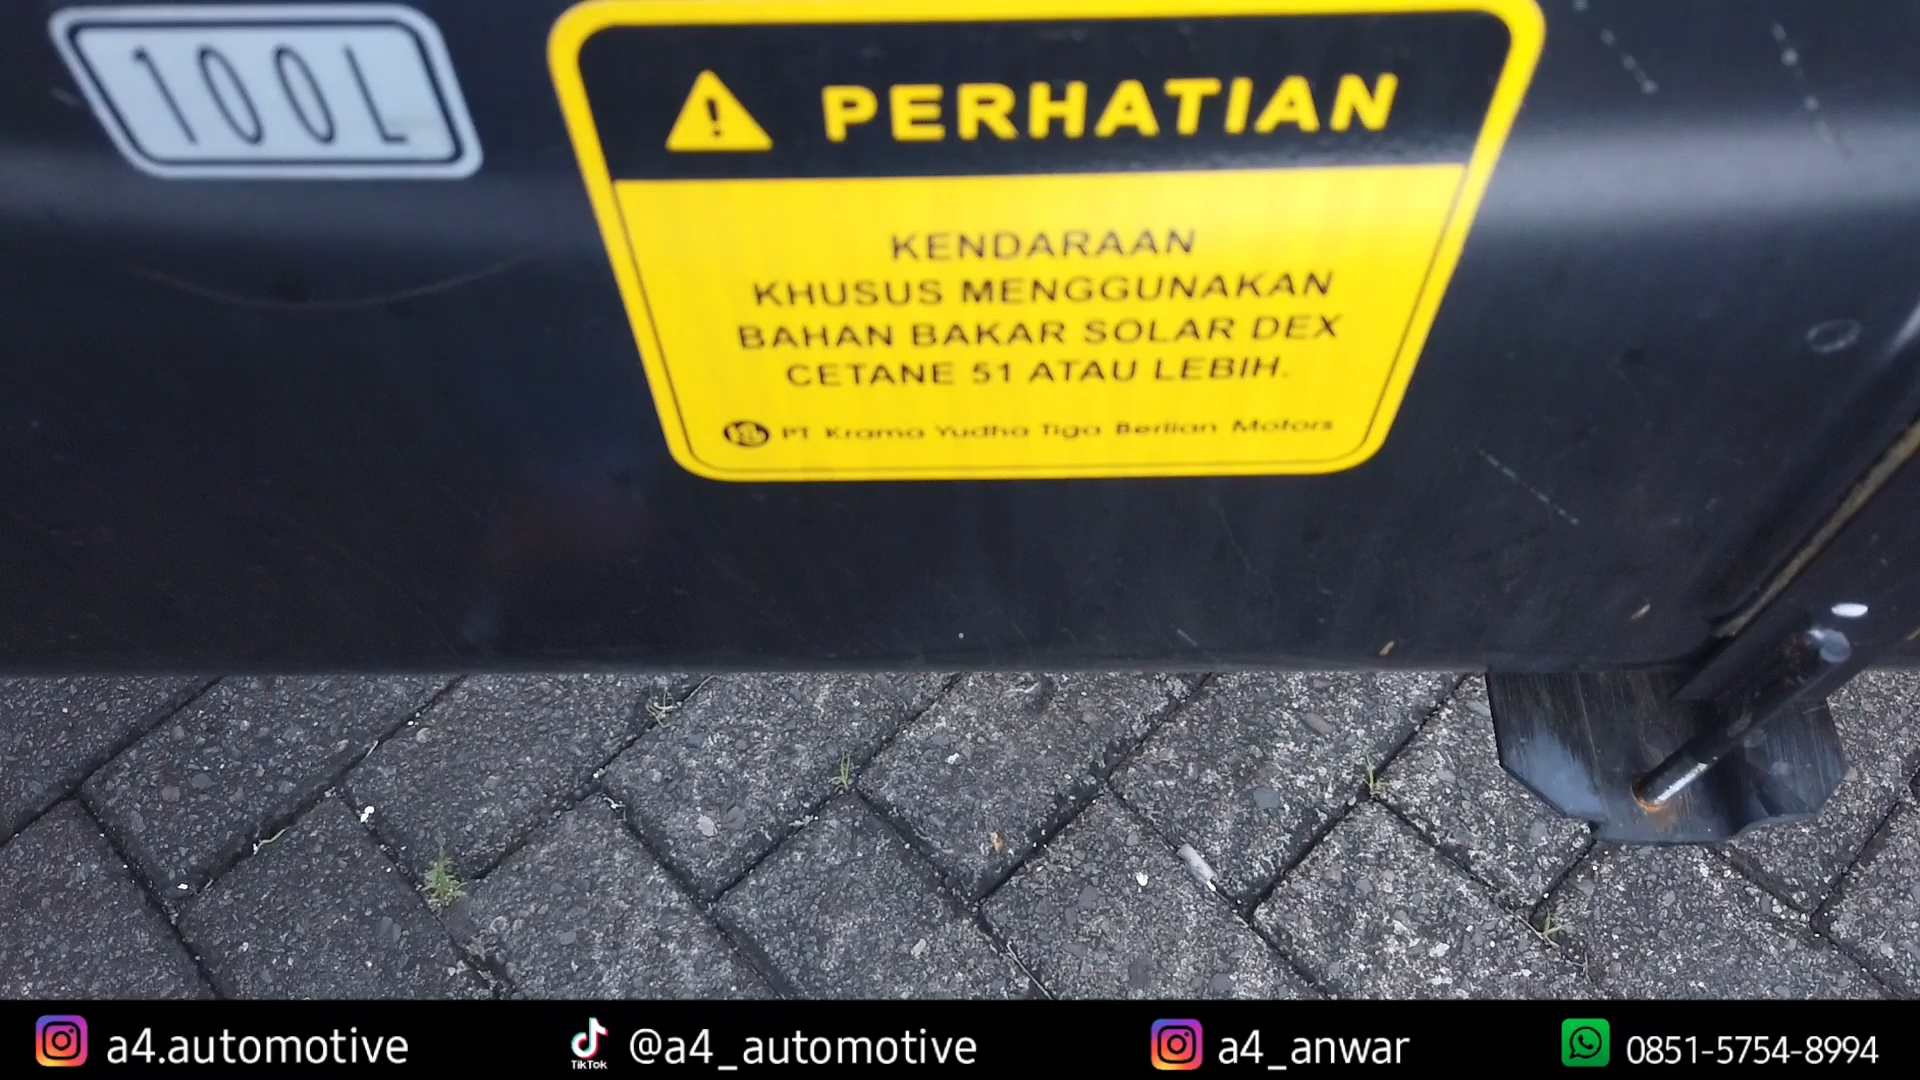 100L
! PERHATIAN
KENDARAAN
KHUSUS MENGGUNAKAN
BAHAN BAKAR SOLAR DEX
CETANE 51 ATAU LEBIH.
PT Krama Yudha Tiga Berlian Motors
a4.automotive
TikTok
@a4_automotive
a4_anwar
0851-5754-8994